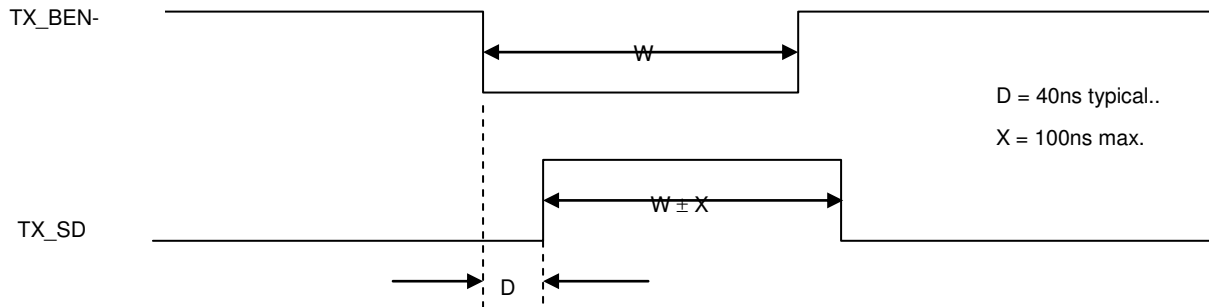 TX_BEN-
W
D = 40ns typical..
X = 100ns max.
W ± X
TX_SD
D